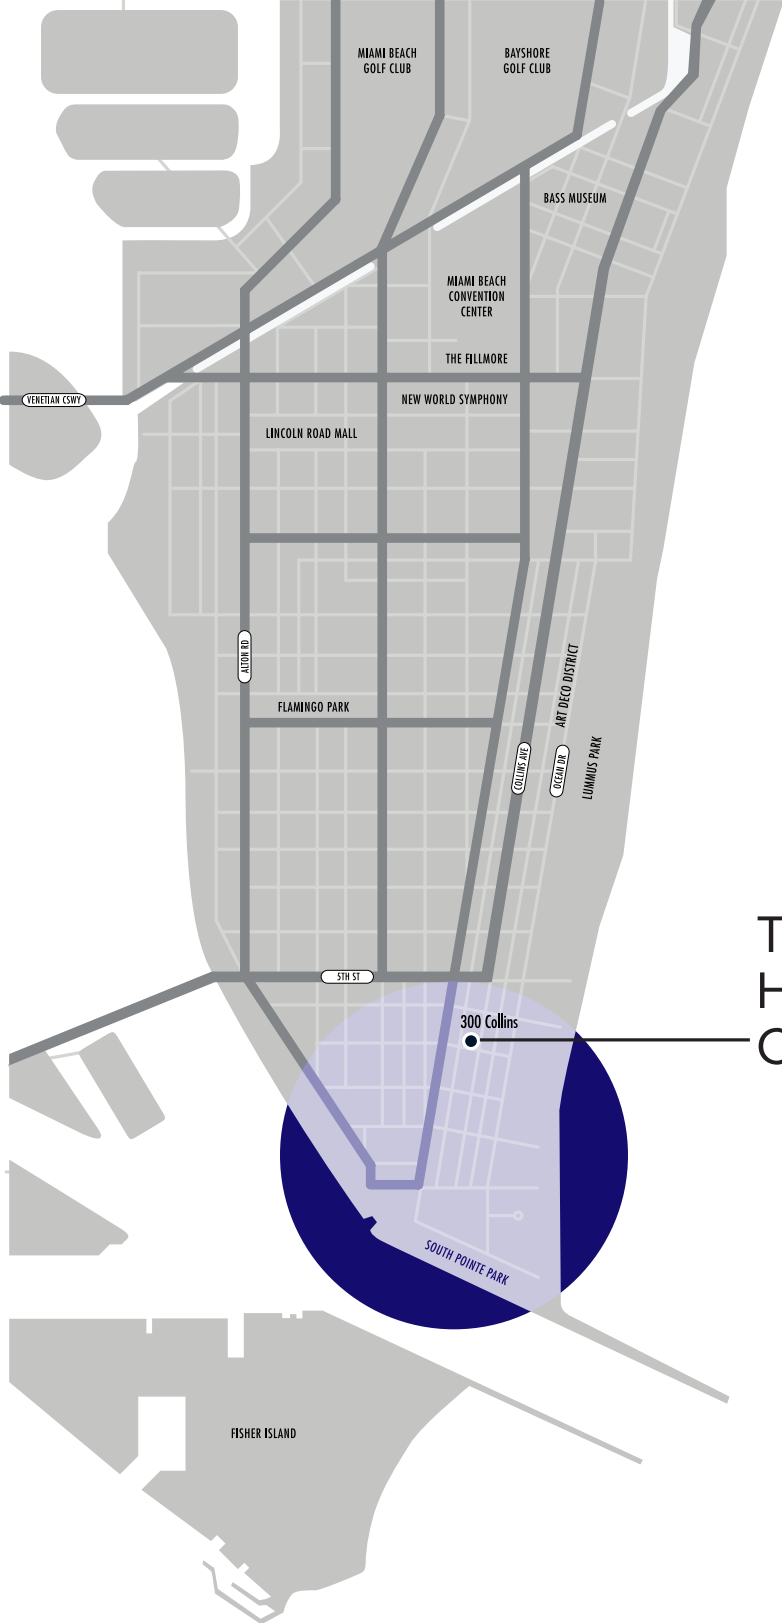 MIAMI BEACH
GOLF CLUB
BAYSHORE
GOLF CLUB
BASS MUSEUM
MIAMI BEACH
CONVENTION
CENTER
THE FILLMORE
VENETIAN CSWY
NEW WORLD SYMPHONY
LINCOLN ROAD MALL
ALTON RD
ART DECO DISTRICT
FLAMINGO PARK
COLLINS AVE
OCEAN DR
LUMMUS PARK
5TH ST
300 Collins
T
H
SOUTH POINTE PARK
FISHER ISLAND